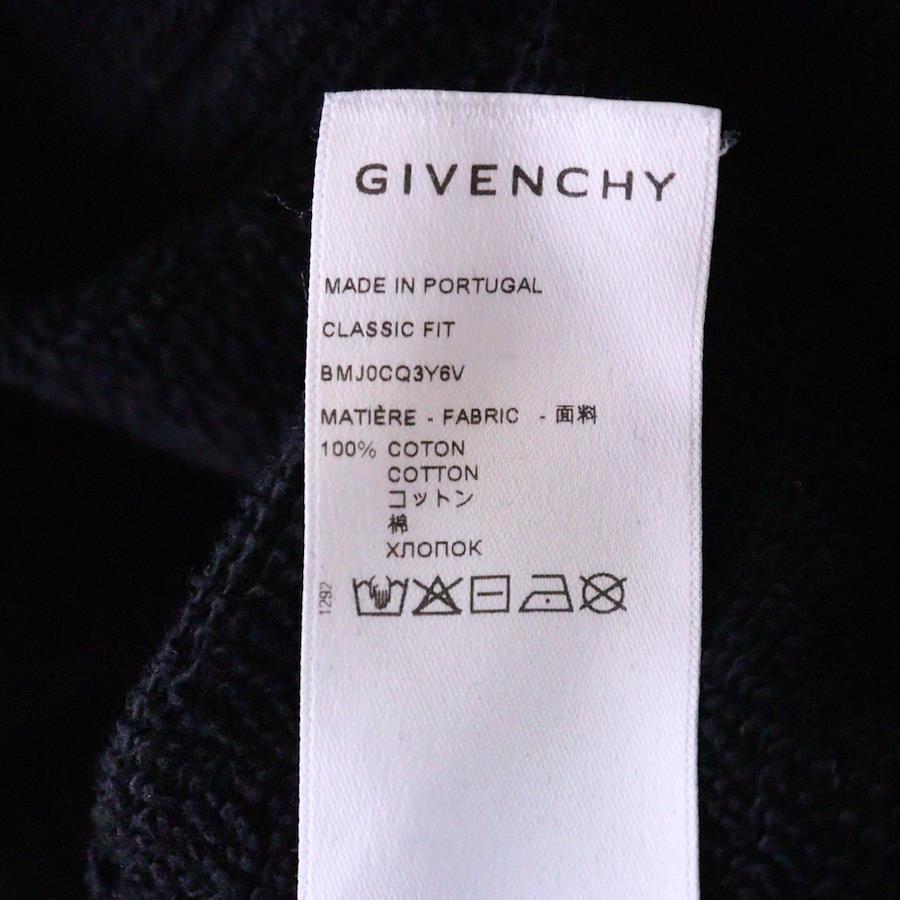 GIVENCHY
MADE IN PORTUGAL
CLASSIC FIT
BMJ0CQ3Y6V
MATIÈRE - FABRIC - 面料
100% COTON
COTTON
コットン
棉
ХЛОПОК
1292